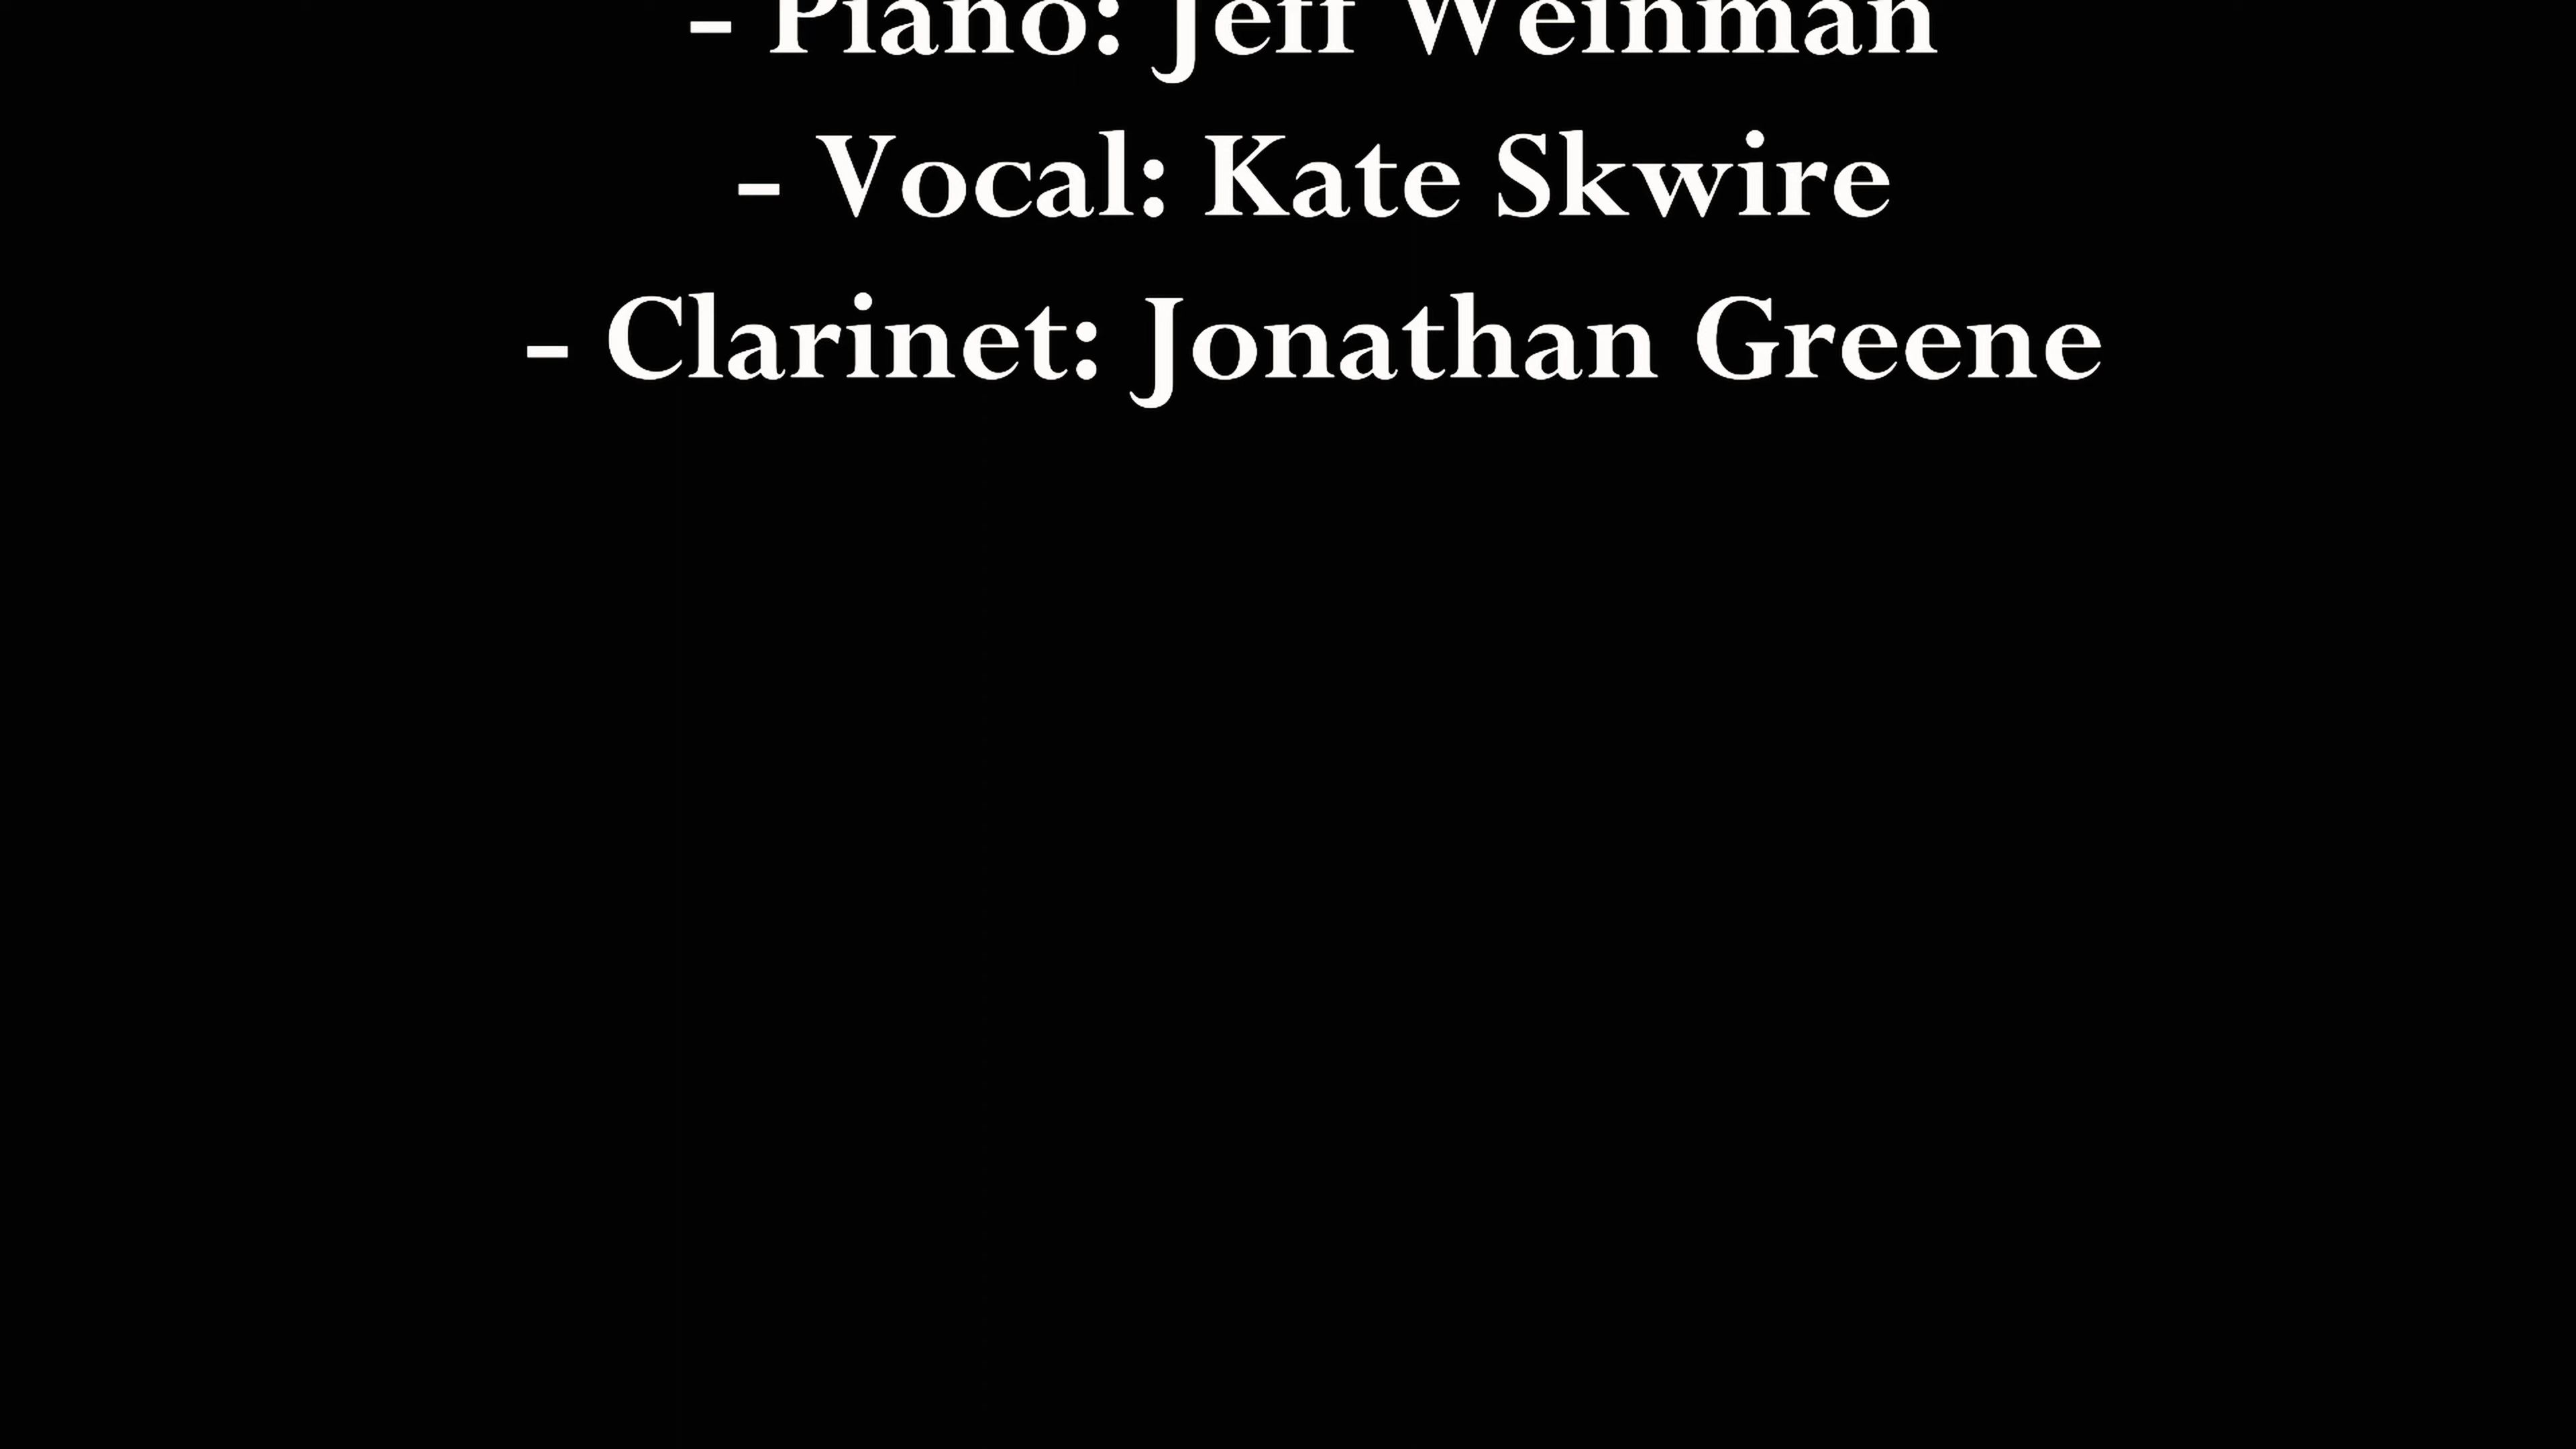 - Piano: Jeff Weinman
- Vocal: Kate Skwire
- Clarinet: Jonathan Greene